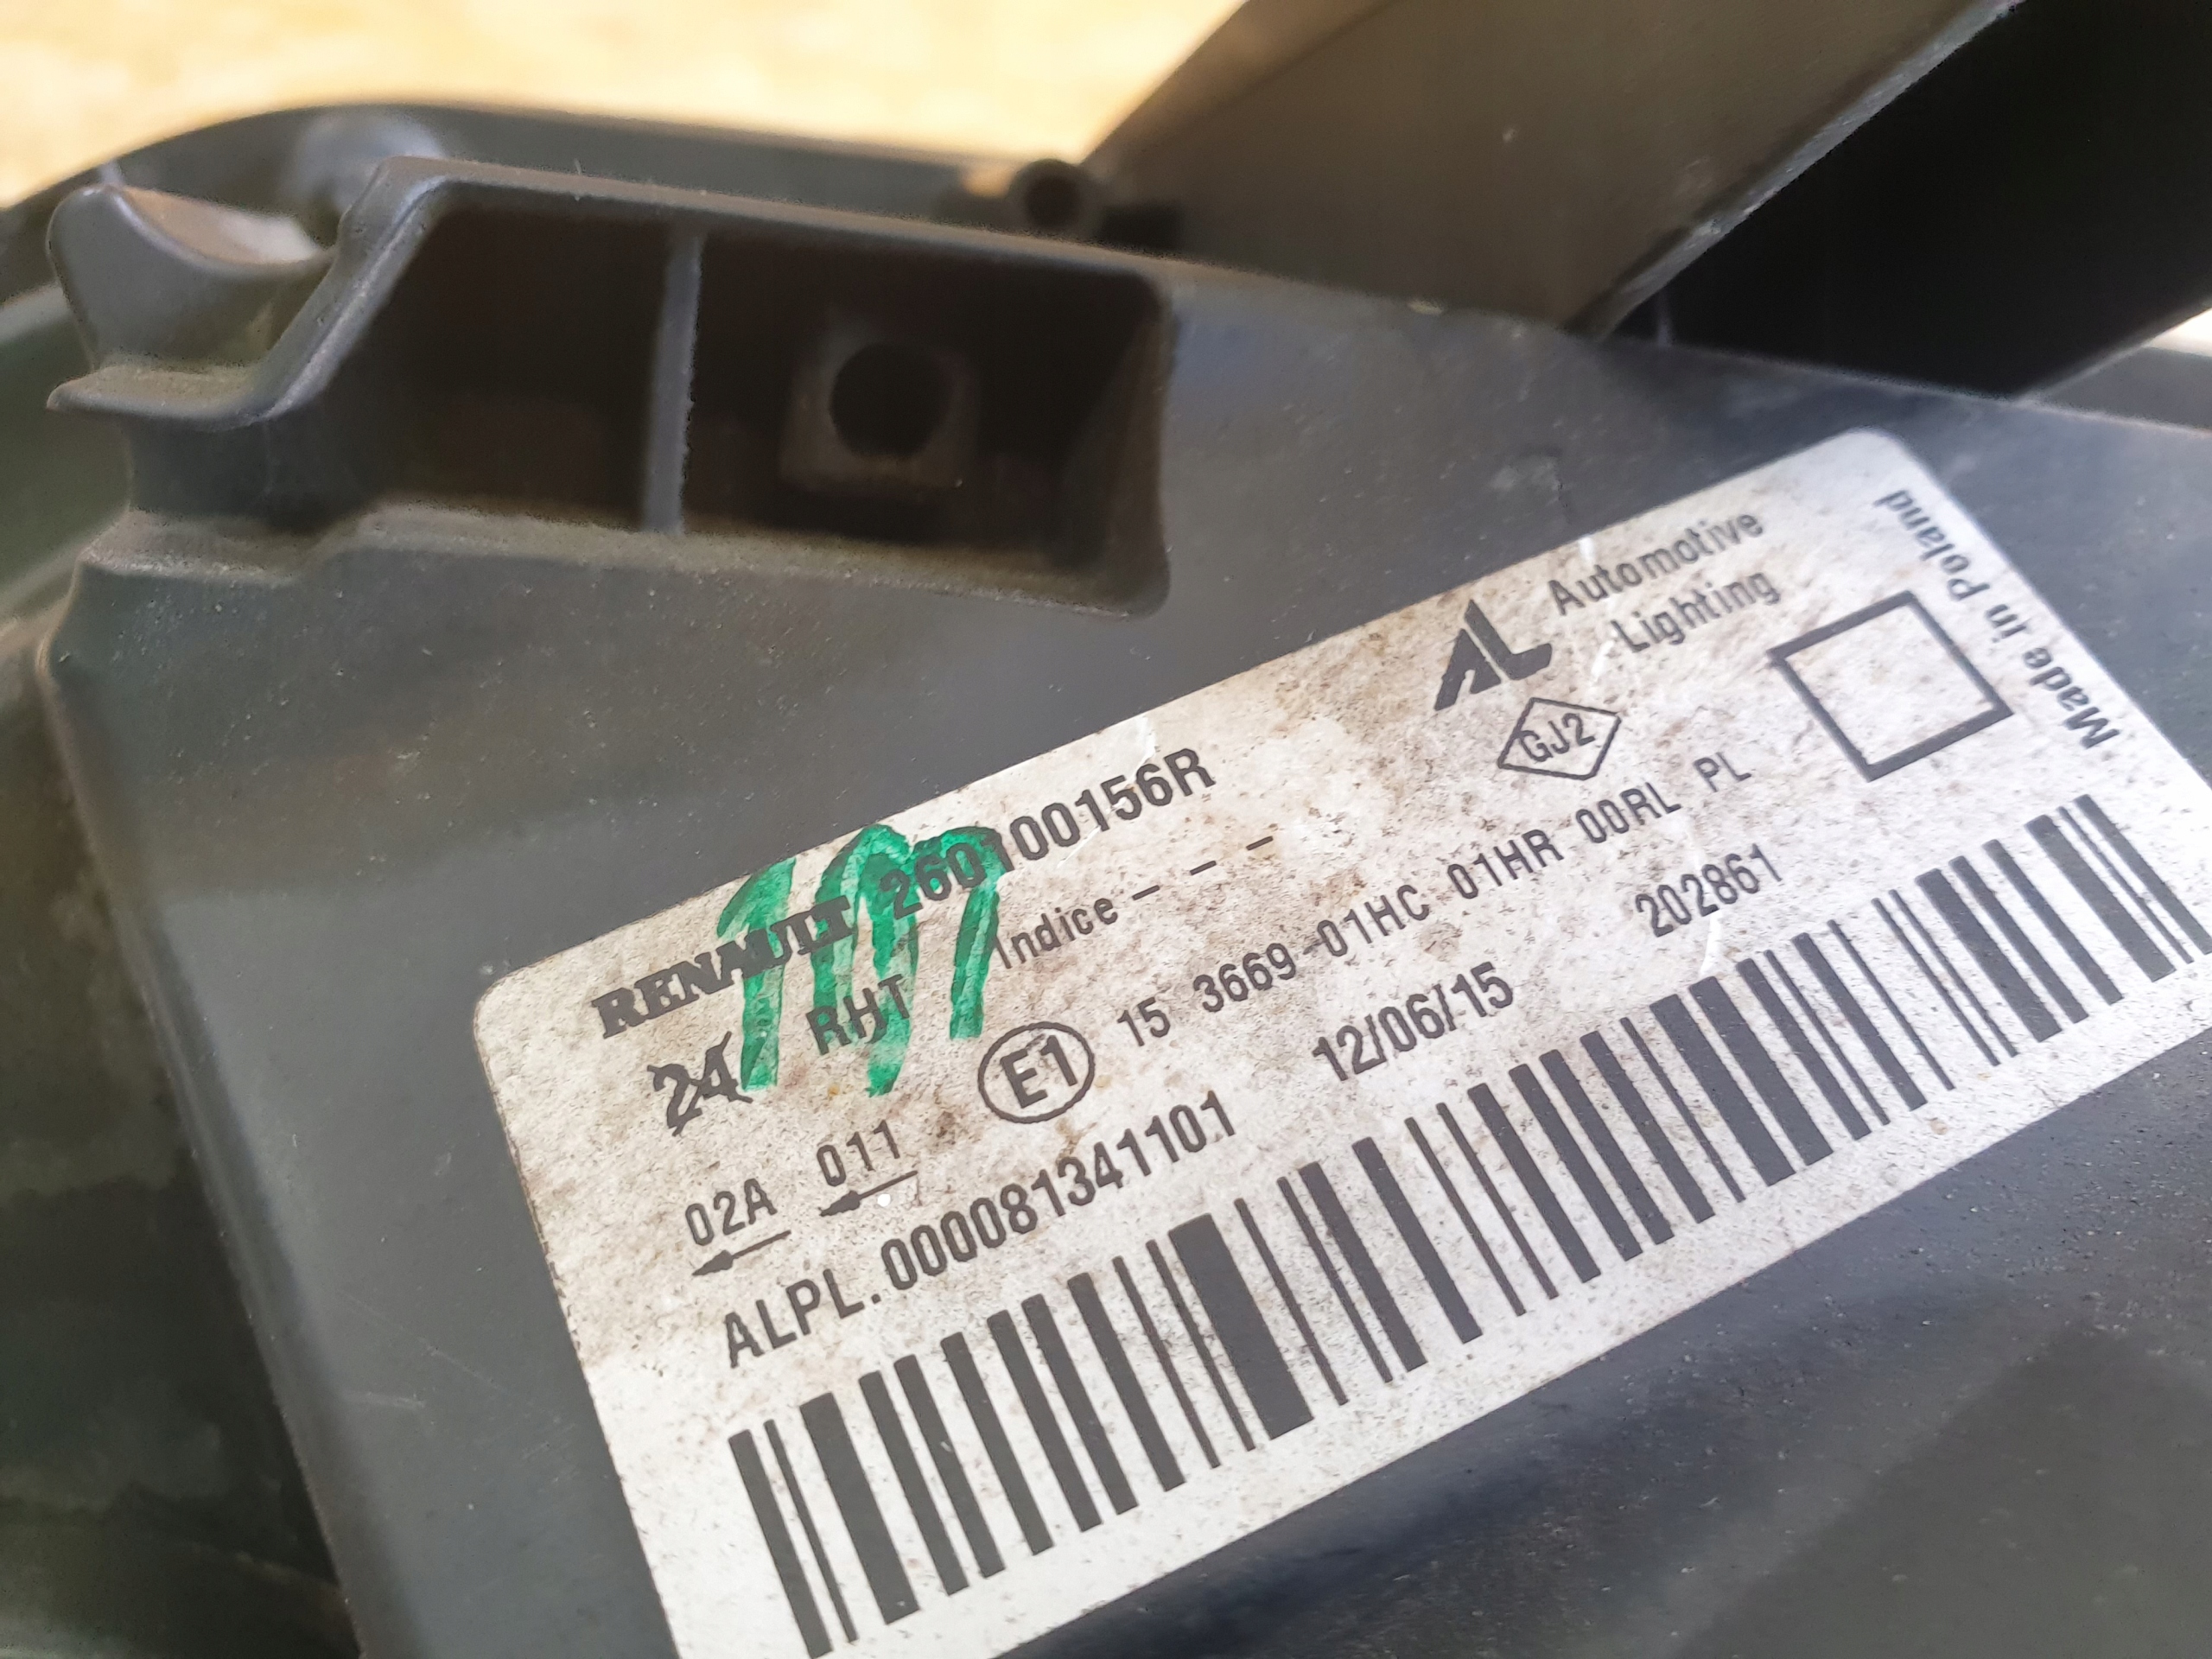 RENAULT 260100156R
AL Automotive
Lighting
Made in Poland
24 RHT Indice - - -
GJ2
E1 15 3669-01HC 01HR 00RL PL
02A 011
12/06/15 202861
ALPL.000081341101